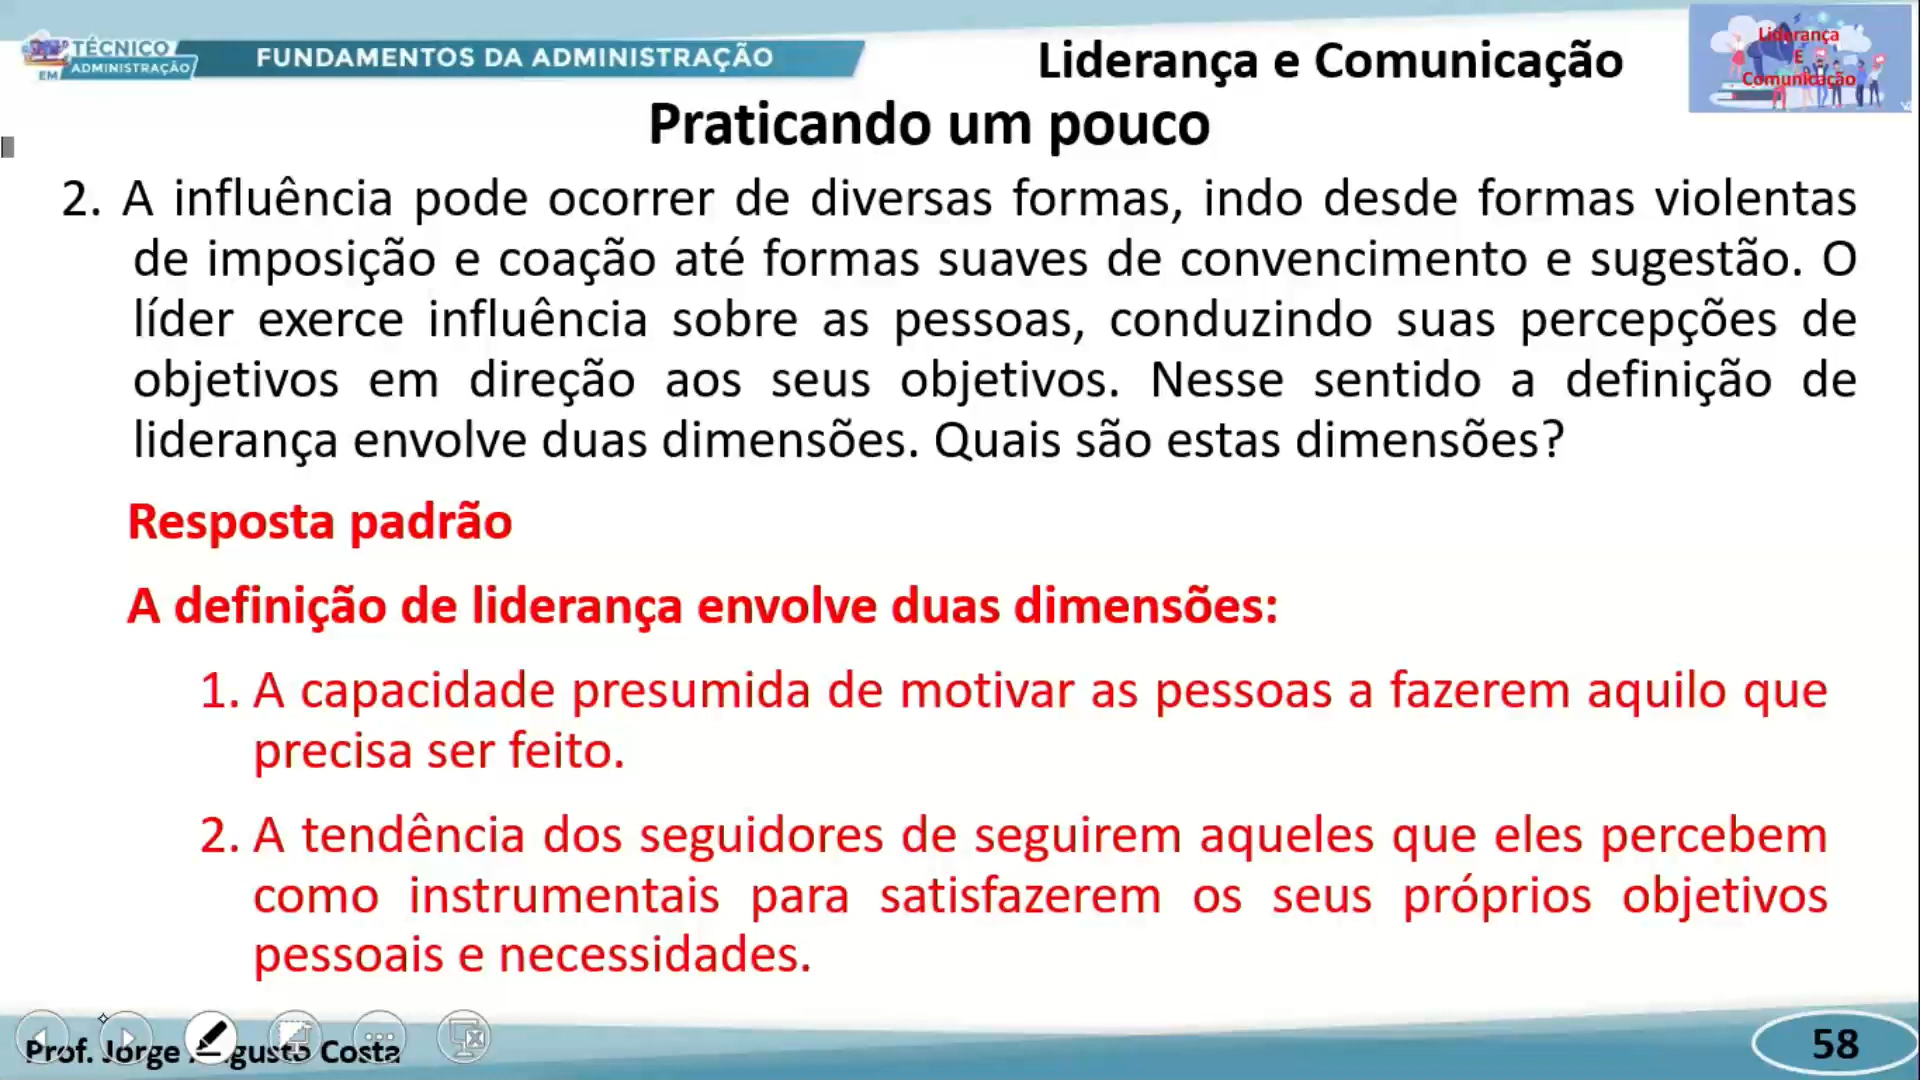 TÉCNICO
EM ADMINISTRAÇÃO
FUNDAMENTOS DA ADMINISTRAÇÃO
Liderança e Comunicação
Liderança
E
Comunicação
Praticando um pouco
2. A influência pode ocorrer de diversas formas, indo desde formas violentas
de imposição e coação até formas suaves de convencimento e sugestão. O
líder exerce influência sobre as pessoas, conduzindo suas percepções de
objetivos em direção aos seus objetivos. Nesse sentido a definição de
liderança envolve duas dimensões. Quais são estas dimensões?
Resposta padrão
A definição de liderança envolve duas dimensões:
1. A capacidade presumida de motivar as pessoas a fazerem aquilo que
precisa ser feito.
2. A tendência dos seguidores de seguirem aqueles que eles percebem
como instrumentais para satisfazerem os seus próprios objetivos
pessoais e necessidades.
Prof. Jorge Augusto Costa
58